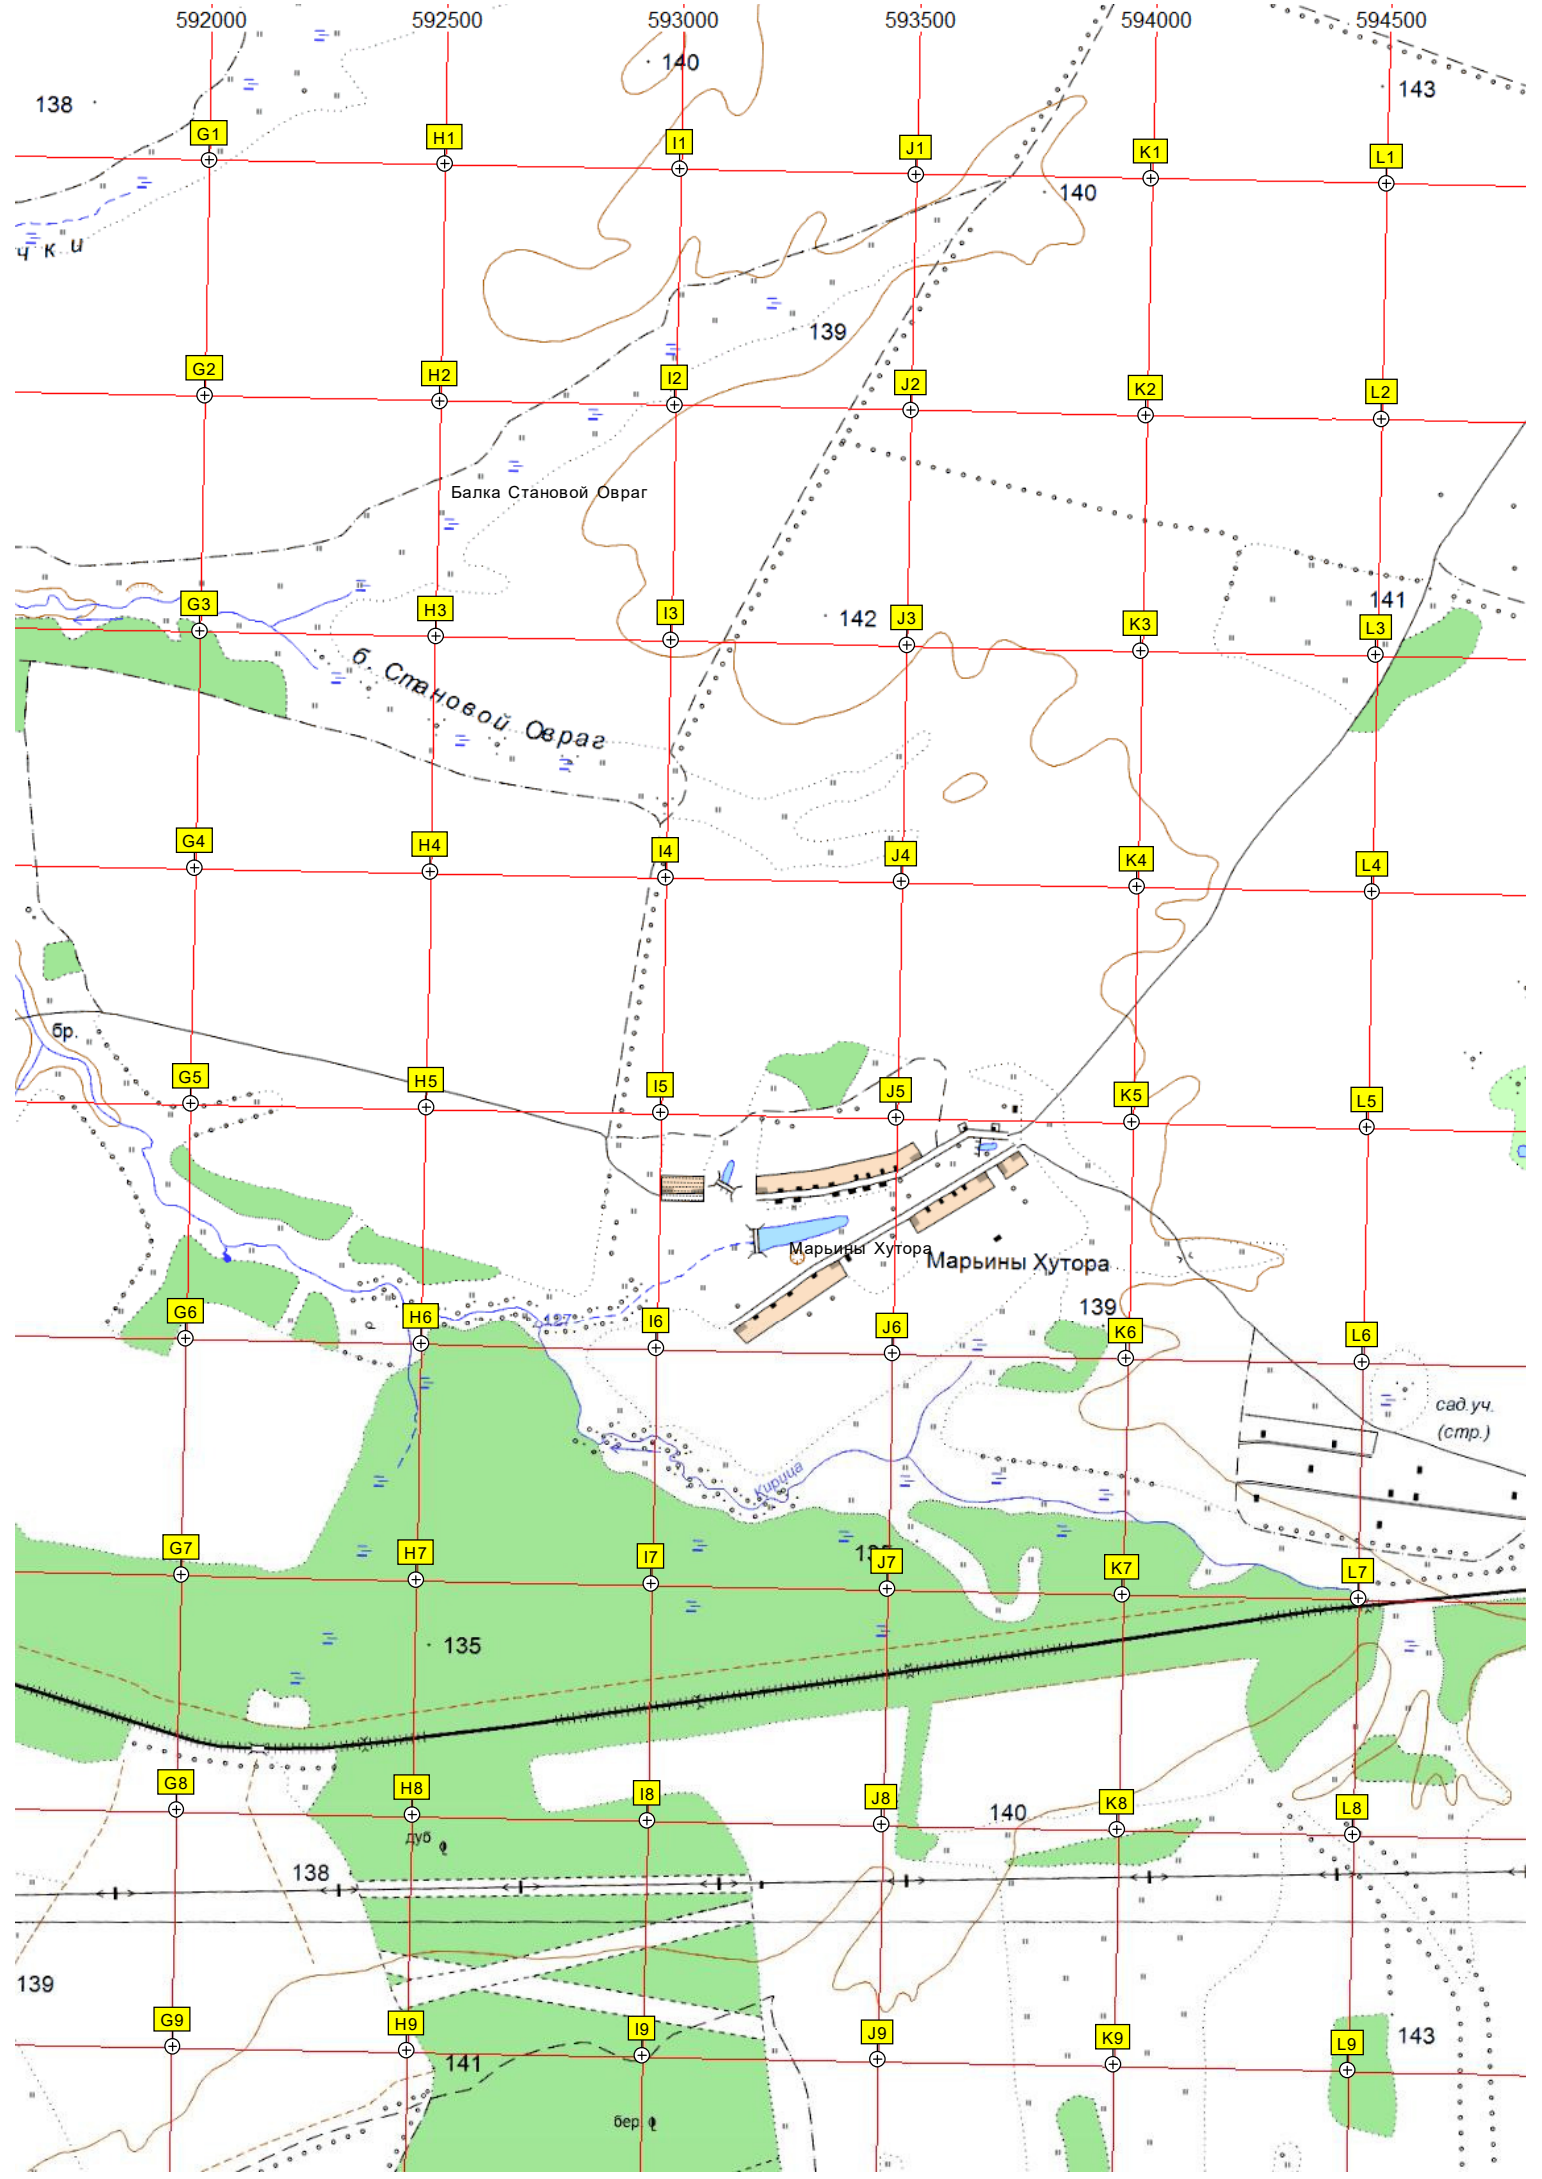 592000 592500 593000 593500 594000 594500
140
143
138
G1 H1 I1 J1 K1 L1
140
ч к и
139
G2 H2 I2 J2 K2 L2
Балка Становой Овраг
141
G3 H3 I3 142 J3 K3 L3
б. Становой Овраг
G4 H4 I4 J4 K4 L4
бр.
G5 H5 I5 J5 K5 L5
Марьины Хутора
Марьины Хутора
139
G6 H6 127 I6 J6 K6 L6
сад.уч.
(стр.)
Кирица
G7 H7 I7 J7 K7 L7
135
G8 H8 I8 J8 140 K8 L8
дуб
138
139
G9 H9 I9 J9 K9 L9
143
141
бер.